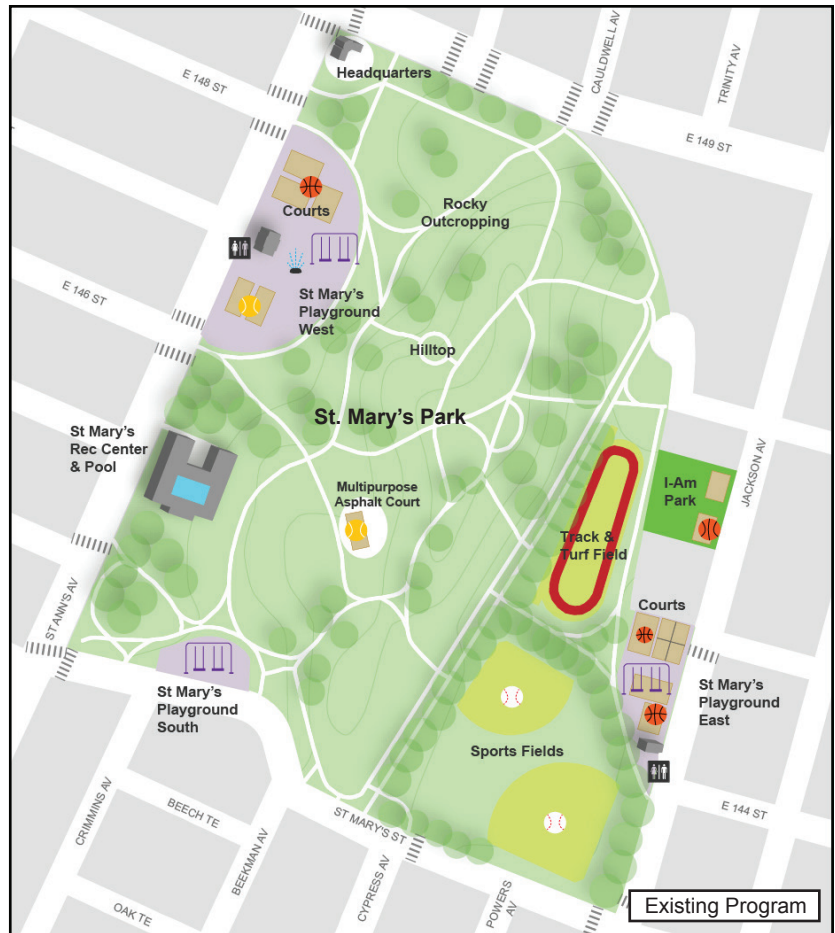 E 148 ST
Headquarters
CAULDWELL AV
TRINITY AV
E 149 ST
Courts
Rocky
Outcropping
E 146 ST
St Mary's
Playground
West
Hilltop
St. Mary's Park
St Mary's
Rec Center
& Pool
Multipurpose
Asphalt Court
I-Am
Park
JACKSON AV
Track &
Turf Field
Courts
ST ANN'S AV
St Mary's
Playground
South
St Mary's
Playground
East
Sports Fields
CRIMMINS AV
BEECH TE
BEEKMAN AV
ST MARY'S ST
E 144 ST
CYPRESS AV
POWERS
AV
OAK TE
Existing Program